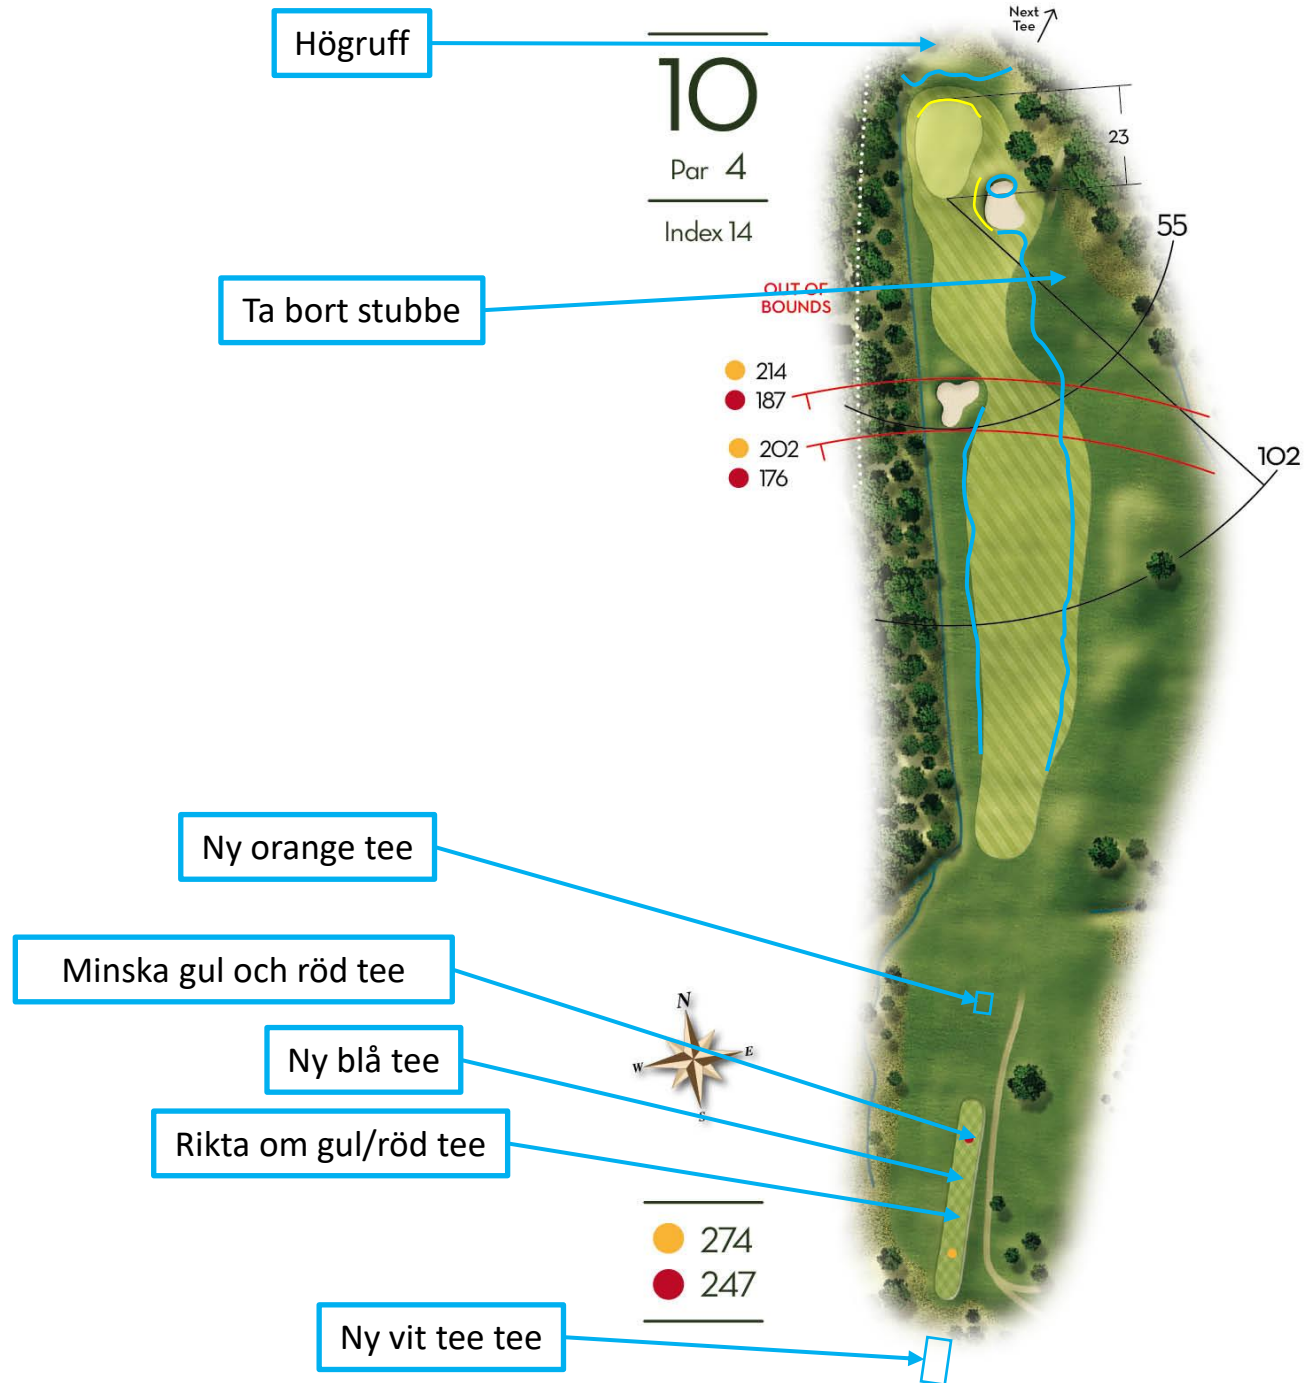 Next
Tee
Högruff
10
Par 4
Index 14
23
55
Ta bort stubbe
OUT OF
BOUNDS
214
187
202
176
102
Ny orange tee
Minska gul och röd tee
N
W
E
S
Ny blå tee
Rikta om gul/röd tee
274
247
Ny vit tee tee